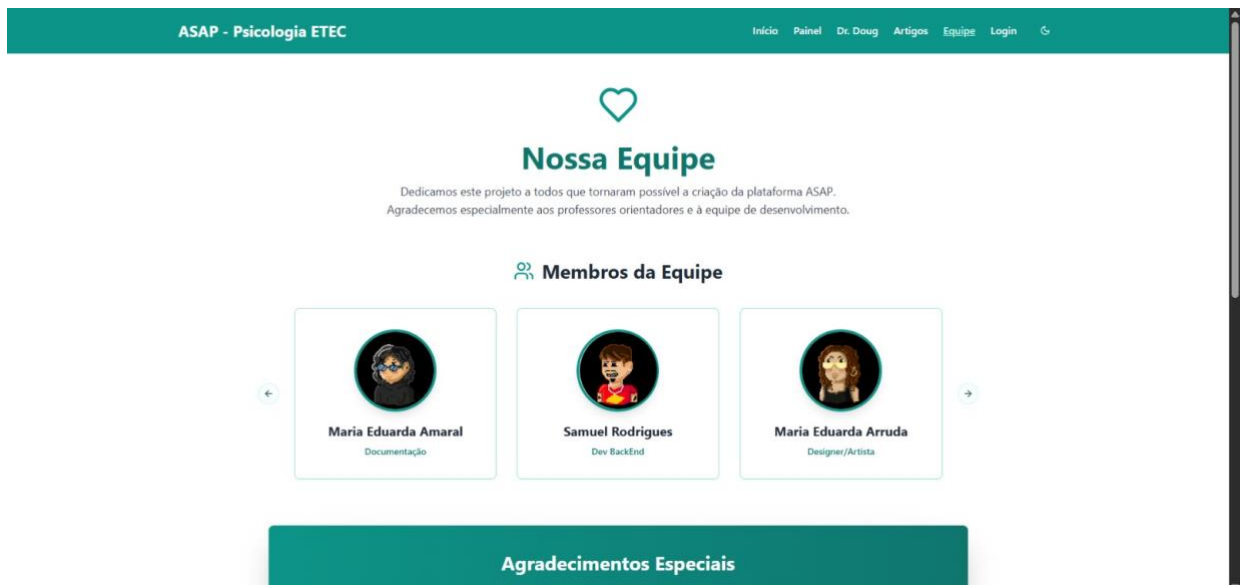 ASAP - Psicologia ETEC
Início Painel Dr. Doug Artigos Equipe Login
Nossa Equipe
Dedicamos este projeto a todos que tornaram possível a criação da plataforma ASAP.
Agradecemos especialmente aos professores orientadores e à equipe de desenvolvimento.
Membros da Equipe
Maria Eduarda Amaral
Documentação
Samuel Rodrigues
Dev BackEnd
Maria Eduarda Arruda
Designer/Artista
Agradecimentos Especiais